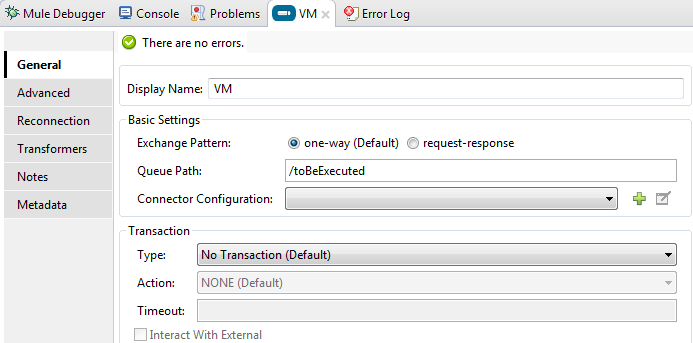 Mule Debugger Console Problems VM Error Log
There are no errors.
General
Advanced
Reconnection
Transformers
Notes
Metadata
Display Name: VM
Basic Settings
Exchange Pattern: one-way (Default) request-response
Queue Path: /toBeExecuted
Connector Configuration:
Transaction
Type: No Transaction (Default)
Action: NONE (Default)
Timeout:
Interact With External